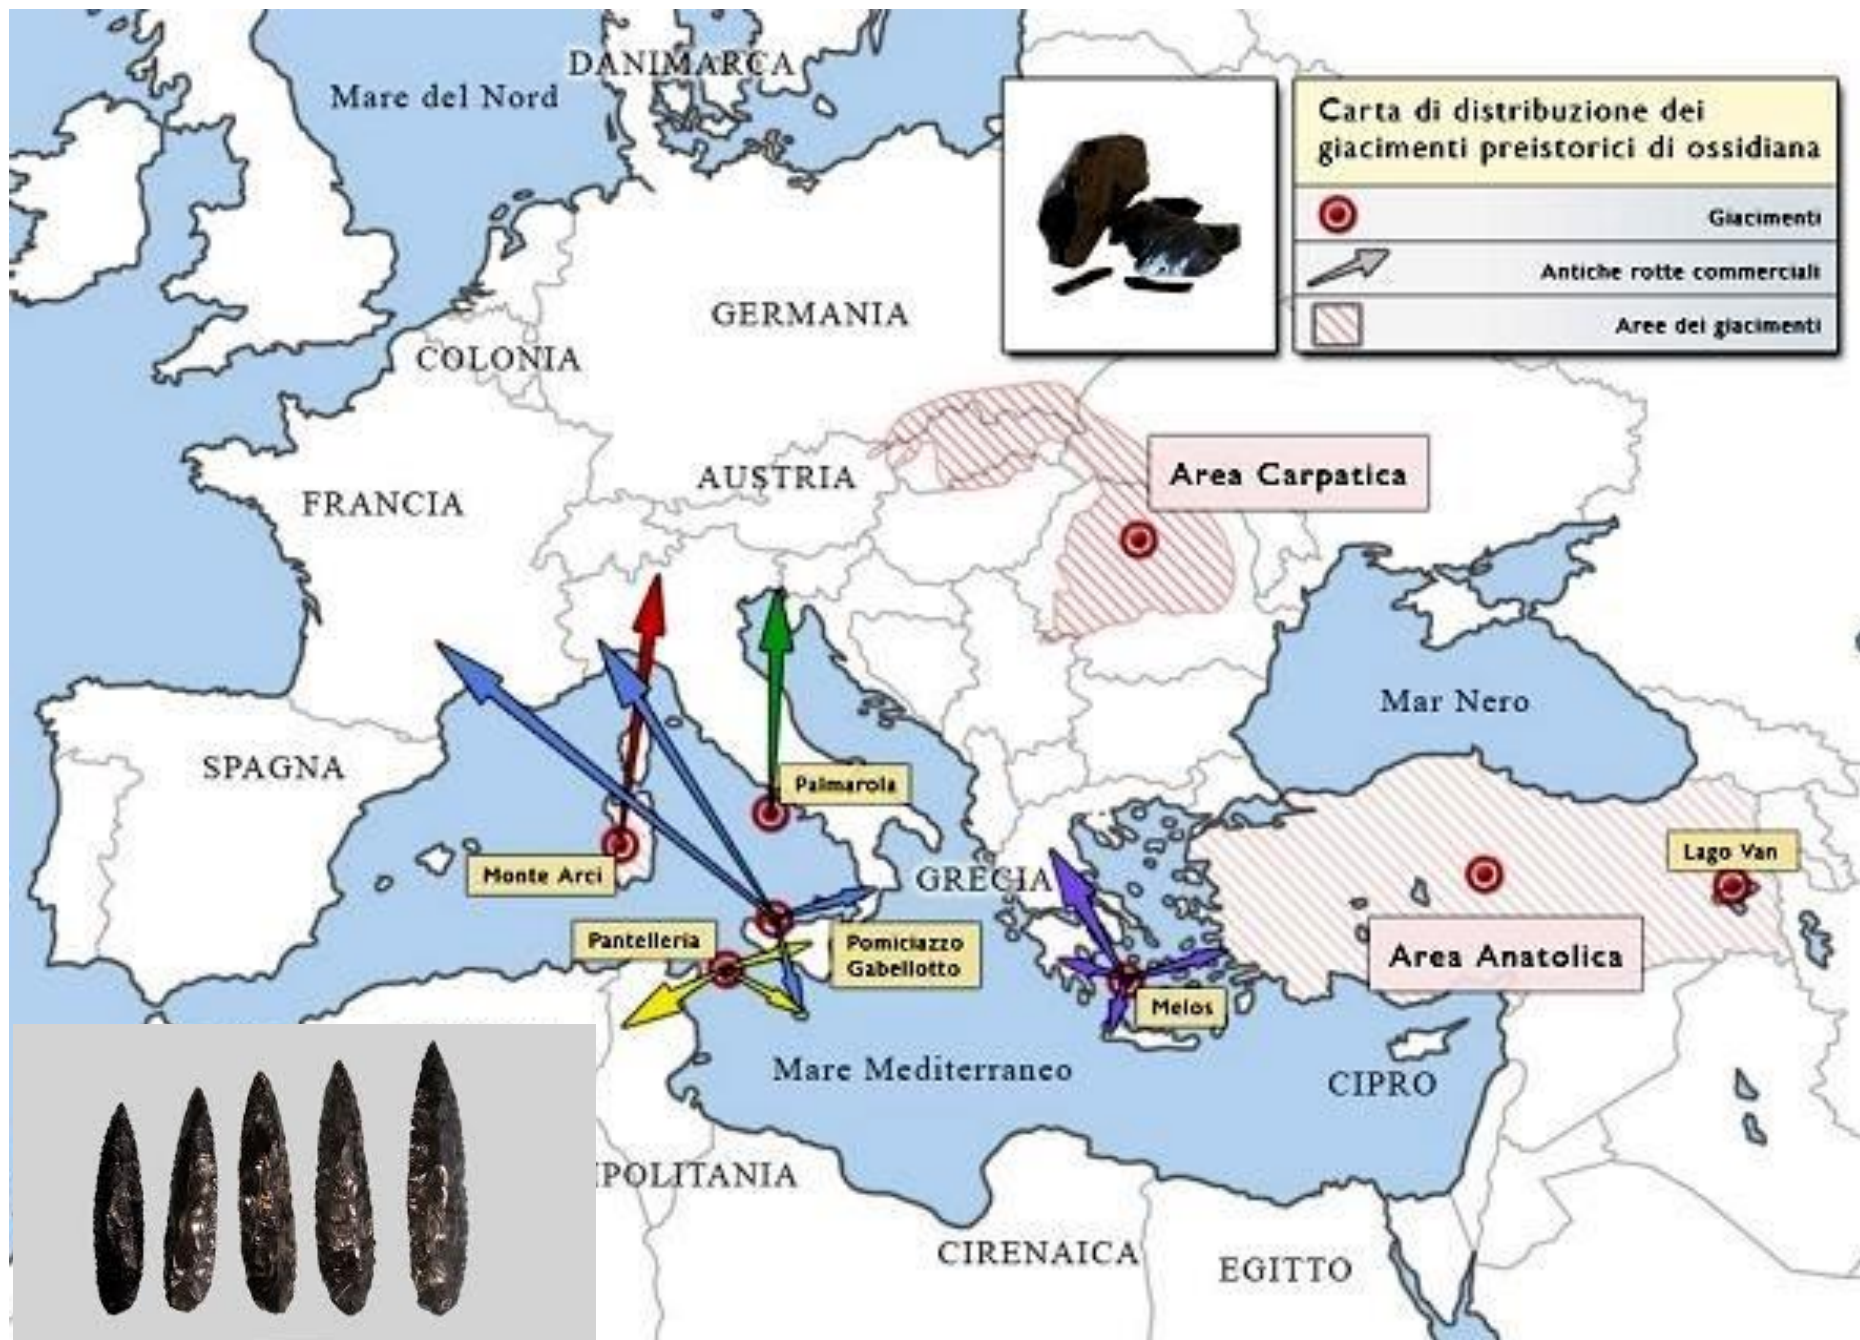 DANIMARCA
Mare del Nord
Carta di distribuzione dei
giacimenti preistorici di ossidiana
Giacimenti
Antiche rotte commerciali
Aree dei giacimenti
GERMANIA
COLONIA
AUSTRIA
Area Carpatica
FRANCIA
Mar Nero
SPAGNA
Palmarola
Monte Arci
GRECIA
Lago Van
Pantelleria
Pomiciazzo
Gabellotto
Area Anatolica
Melos
Mare Mediterraneo
CIPRO
IPOLITANIA
CIRENAICA
EGITTO